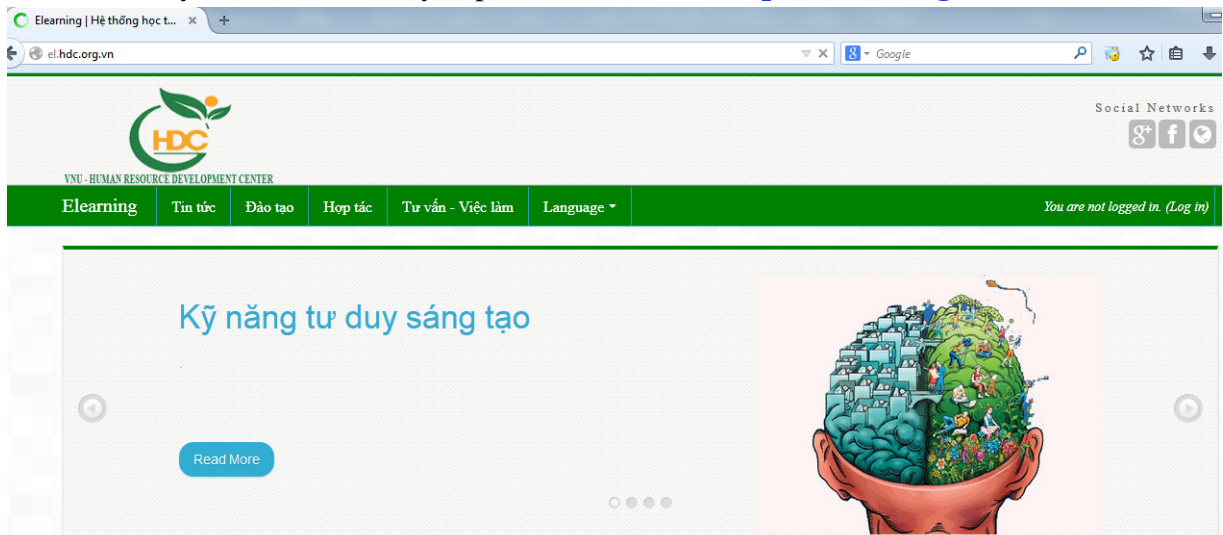 Elearning | Hệ thống học t...
el.hdc.org.vn
Google
Social Networks
HDC
VNU - HUMAN RESOURCE DEVELOPMENT CENTER
Elearning Tin tức Đào tạo Hợp tác Tư vấn - Việc làm Language You are not logged in. (Log in)
Kỹ năng tư duy sáng tạo
Read More